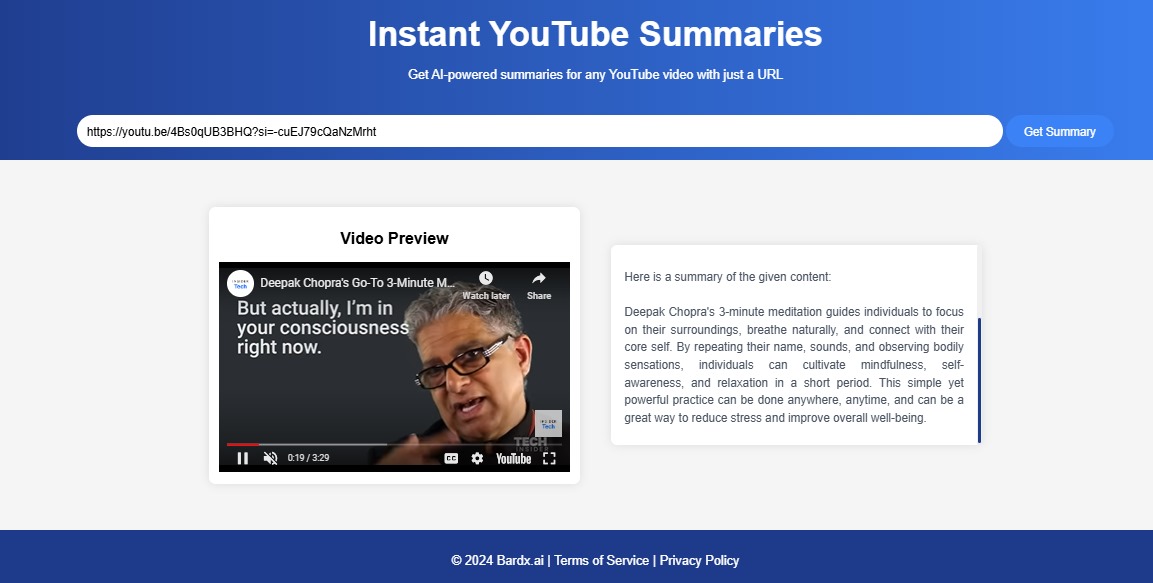 Instant YouTube Summaries
Get AI-powered summaries for any YouTube video with just a URL
https://youtu.be/4Bs0qUB3BHQ?si=-cuEJ79cQaNzMrht
Get Summary
Video Preview
INSIDER
Tech
Deepak Chopra's Go-To 3-Minute M...
Watch later
Share
But actually, I'm in
your consciousness
right now.
INSIDER
Tech
TECH
INSIDER
0:19 / 3:29
CC
YouTube
Here is a summary of the given content:
Deepak Chopra's 3-minute meditation guides individuals to focus
on their surroundings, breathe naturally, and connect with their
core self. By repeating their name, sounds, and observing bodily
sensations, individuals can cultivate mindfulness, self-
awareness, and relaxation in a short period. This simple yet
powerful practice can be done anywhere, anytime, and can be a
great way to reduce stress and improve overall well-being.
© 2024 Bardx.ai | Terms of Service | Privacy Policy